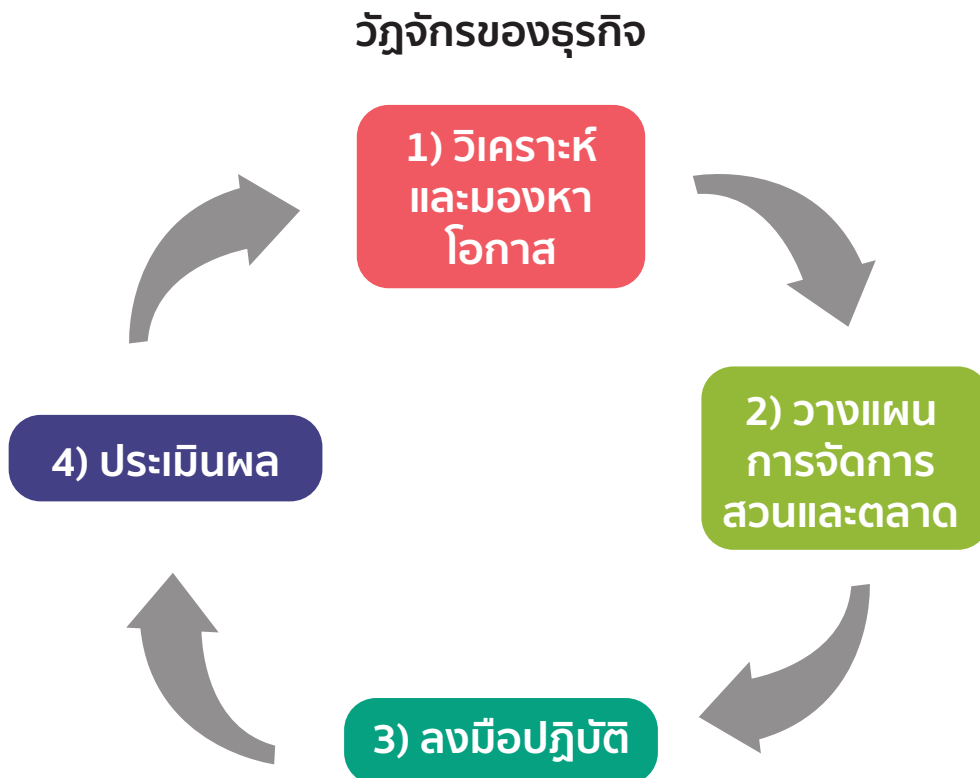 วัฏจักรของธุรกิจ
1) วิเคราะห์
และมองหา
โอกาส
2) วางแผน
การจัดการ
สวนและตลาด
3) ลงมือปฏิบัติ
4) ประเมินผล